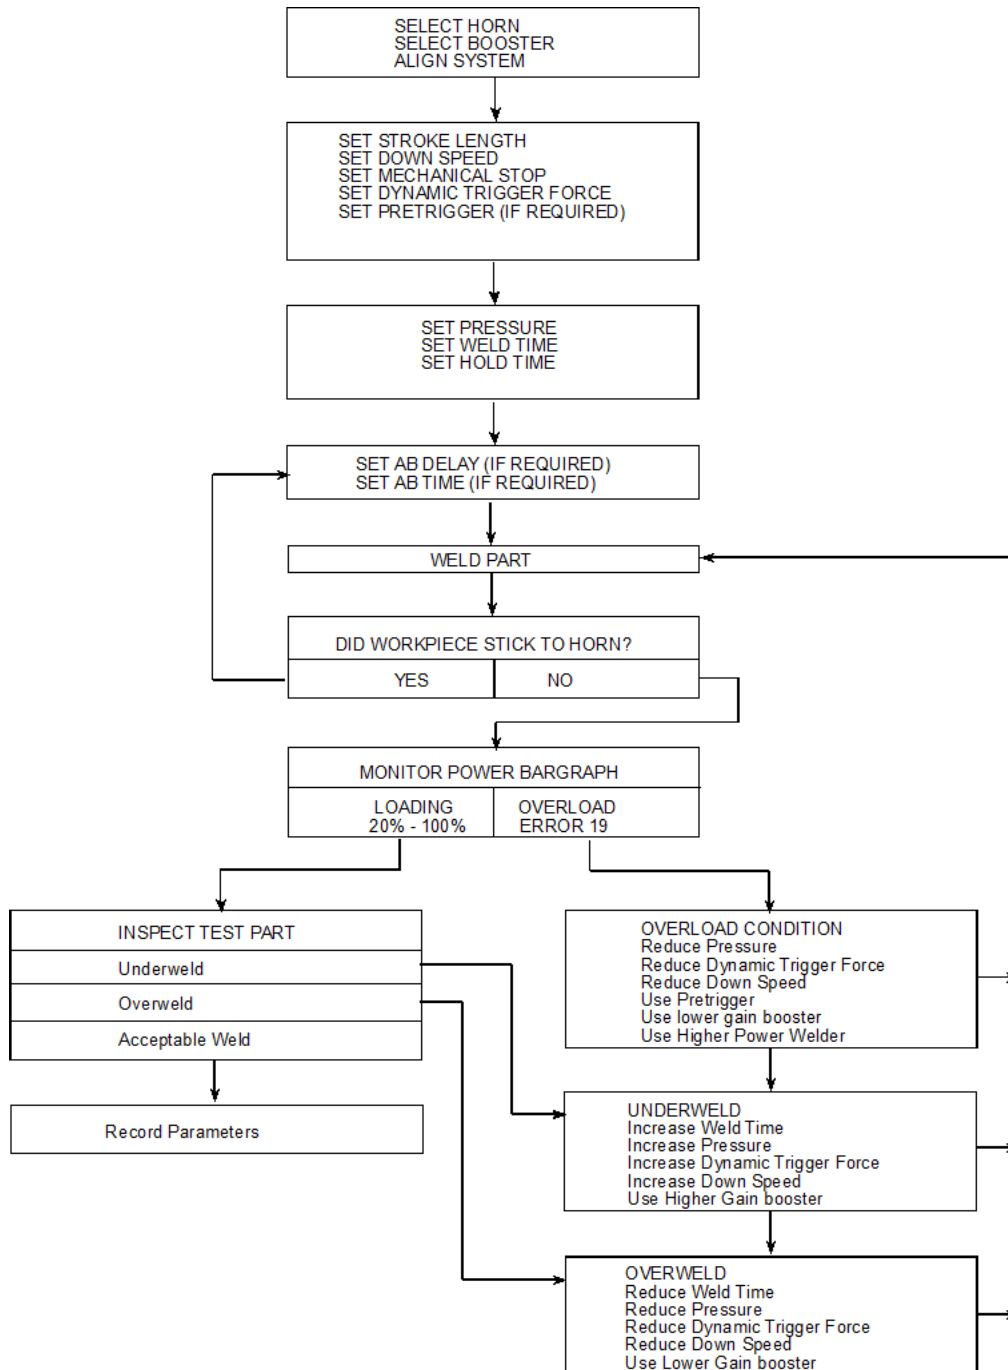 SELECT HORN
SELECT BOOSTER
ALIGN SYSTEM
SET STROKE LENGTH
SET DOWN SPEED
SET MECHANICAL STOP
SET DYNAMIC TRIGGER FORCE
SET PRETRIGGER (IF REQUIRED)
SET PRESSURE
SET WELD TIME
SET HOLD TIME
SET AB DELAY (IF REQUIRED)
SET AB TIME (IF REQUIRED)
WELD PART
DID WORKPIECE STICK TO HORN?
YES
NO
MONITOR POWER BARGRAPH
LOADING
20% - 100%
OVERLOAD
ERROR 19
INSPECT TEST PART
Underweld
Overweld
Acceptable Weld
Record Parameters
OVERLOAD CONDITION
Reduce Pressure
Reduce Dynamic Trigger Force
Reduce Down Speed
Use Pretrigger
Use lower gain booster
Use Higher Power Welder
UNDERWELD
Increase Weld Time
Increase Pressure
Increase Dynamic Trigger Force
Increase Down Speed
Use Higher Gain booster
OVERWELD
Reduce Weld Time
Reduce Pressure
Reduce Dynamic Trigger Force
Reduce Down Speed
Use Lower Gain booster